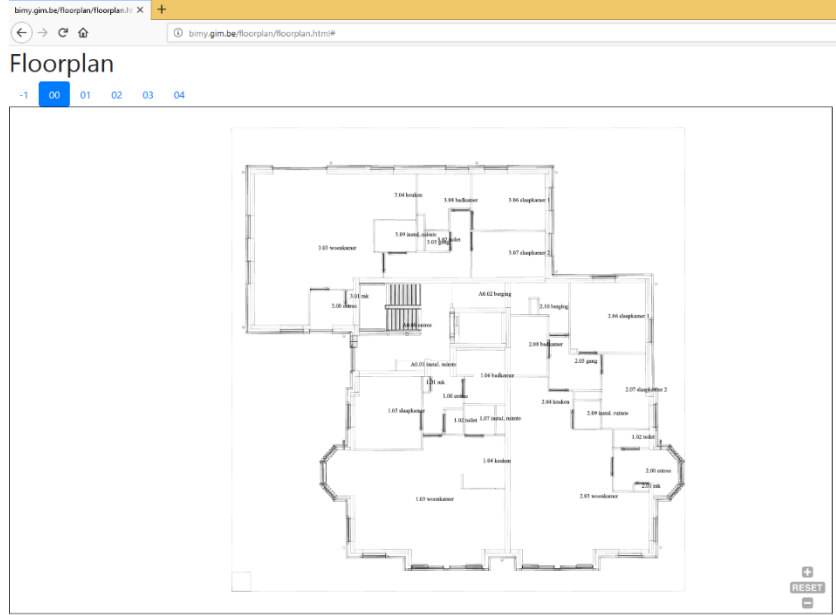 bimy.gim.be/floorplan/floorplan.h
bimy.gim.be/floorplan/floorplan.html#
Floorplan
-1 00 01 02 03 04
3.04 keuken
3.08 badkamer
3.06 slaapkamer 1
3.09 instal. ruimte
3.02 toilet
3.05 gang
3.03 woonkamer
3.07 slaapkamer 2
3.01 mk
3.00 entree
A0.02 berging
2.10 berging
2.06 slaapkamer 1
2.08 badkamer
A0.01 instal. ruimte
2.05 gang
1.06 badkamer
1.01 mk
2.07 slaapkamer 2
1.00 entree
2.04 keuken
1.05 slaapkamer
2.09 instal. ruimte
1.02 toilet
1.07 instal. ruimte
1.02 toilet
1.04 keuken
2.00 entree
2.01 mk
1.03 woonkamer
2.03 woonkamer
RESET